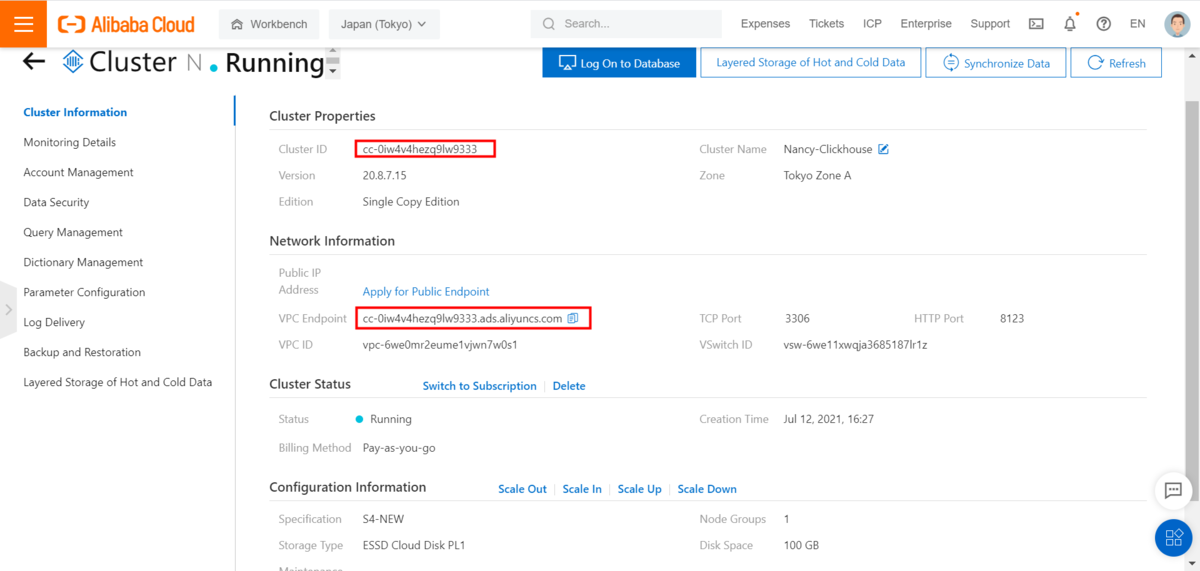 Alibaba Cloud Workbench Japan (Tokyo) Search... Expenses Tickets ICP Enterprise Support EN
Cluster N Running Log On to Database Layered Storage of Hot and Cold Data Synchronize Data Refresh
Cluster Information
Monitoring Details
Account Management
Data Security
Query Management
Dictionary Management
Parameter Configuration
Log Delivery
Backup and Restoration
Layered Storage of Hot and Cold Data
Cluster Properties
Cluster ID cc-0iw4v4hezq9lw9333 Cluster Name Nancy-Clickhouse
Version 20.8.7.15 Zone Tokyo Zone A
Edition Single Copy Edition
Network Information
Public IP
Address Apply for Public Endpoint
VPC Endpoint cc-0iw4v4hezq9lw9333.ads.aliyuncs.com TCP Port 3306 HTTP Port 8123
VPC ID vpc-6we0mr2eume1vjwn7w0s1 VSwitch ID vsw-6we11xwqja3685187lr1z
Cluster Status Switch to Subscription Delete
Status Running Creation Time Jul 12, 2021, 16:27
Billing Method Pay-as-you-go
Configuration Information Scale Out Scale In Scale Up Scale Down
Specification S4-NEW Node Groups 1
Storage Type ESSD Cloud Disk PL1 Disk Space 100 GB